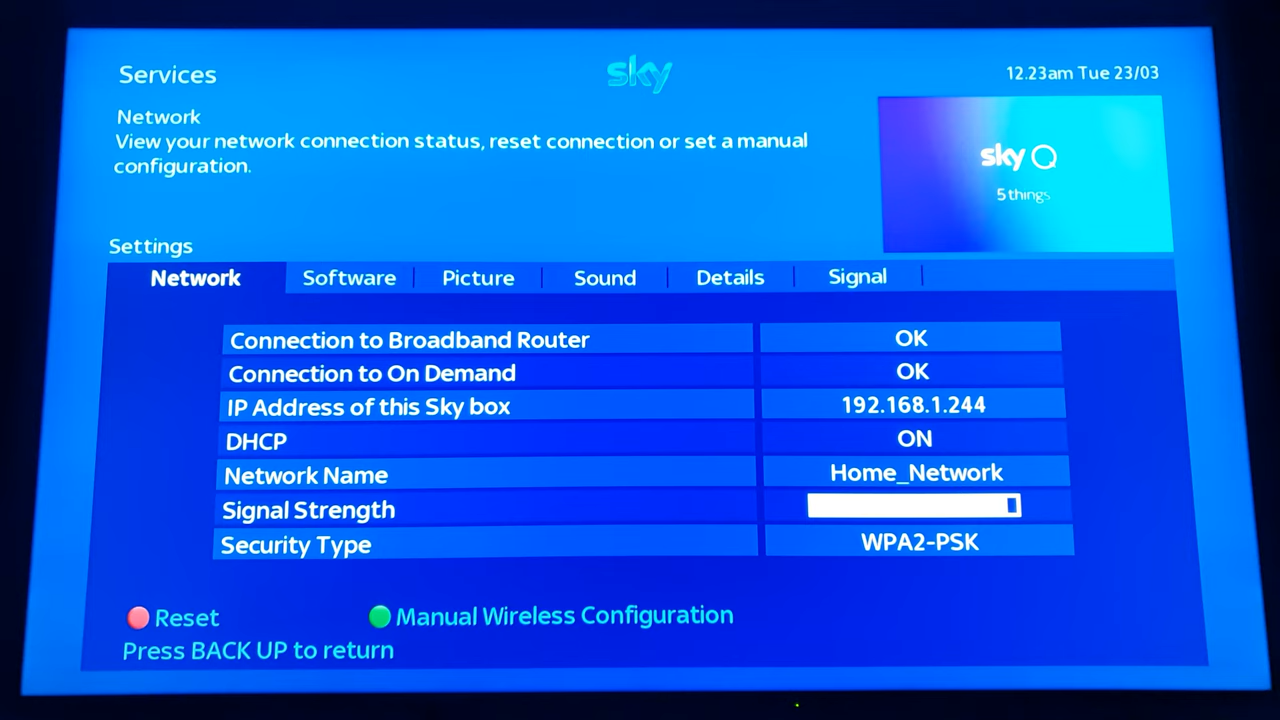 Services
sky
12.23am Tue 23/03
Network
View your network connection status, reset connection or set a manual
configuration.
sky Q
5 things
Settings
Network Software Picture Sound Details Signal
Connection to Broadband Router OK
Connection to On Demand OK
IP Address of this Sky box 192.168.1.244
DHCP ON
Network Name Home_Network
Signal Strength
Security Type WPA2-PSK
Reset Manual Wireless Configuration
Press BACK UP to return